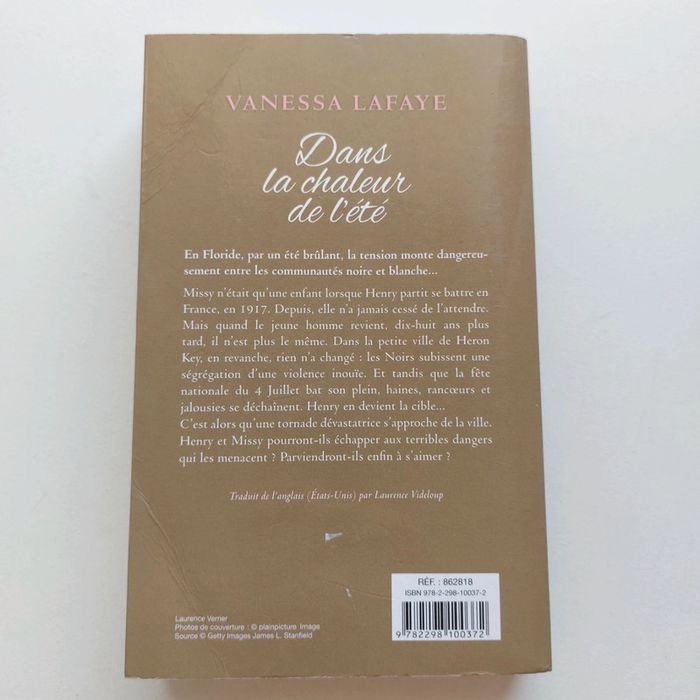 VANESSA LAFAYE
Dans
la chaleur
de l'été
En Floride, par un été brûlant, la tension monte dangereu-
sement entre les communautés noire et blanche...
Missy n'était qu'une enfant lorsque Henry partit se battre en
France, en 1917. Depuis, elle n'a jamais cessé de l'attendre.
Mais quand le jeune homme revient, dix-huit ans plus
tard, il n'est plus le même. Dans la petite ville de Heron
Key, en revanche, rien n'a changé : les Noirs subissent une
ségrégation d'une violence inouïe. Et tandis que la fête
nationale du 4 Juillet bat son plein, haines, rancœurs et
jalousies se déchaînent. Henry en devient la cible...
C'est alors qu'une tornade dévastatrice s'approche de la ville.
Henry et Missy pourront-ils échapper aux terribles dangers
qui les menacent ? Parviendront-ils enfin à s'aimer ?
Traduit de l'anglais (États-Unis) par Laurence Videloup
RÉF. : 862818
ISBN 978-2-298-10037-2
9 782298 100372
Laurence Verrier
Photos de couverture : © plainpicture Image
Source © Getty Images James L. Stanfield